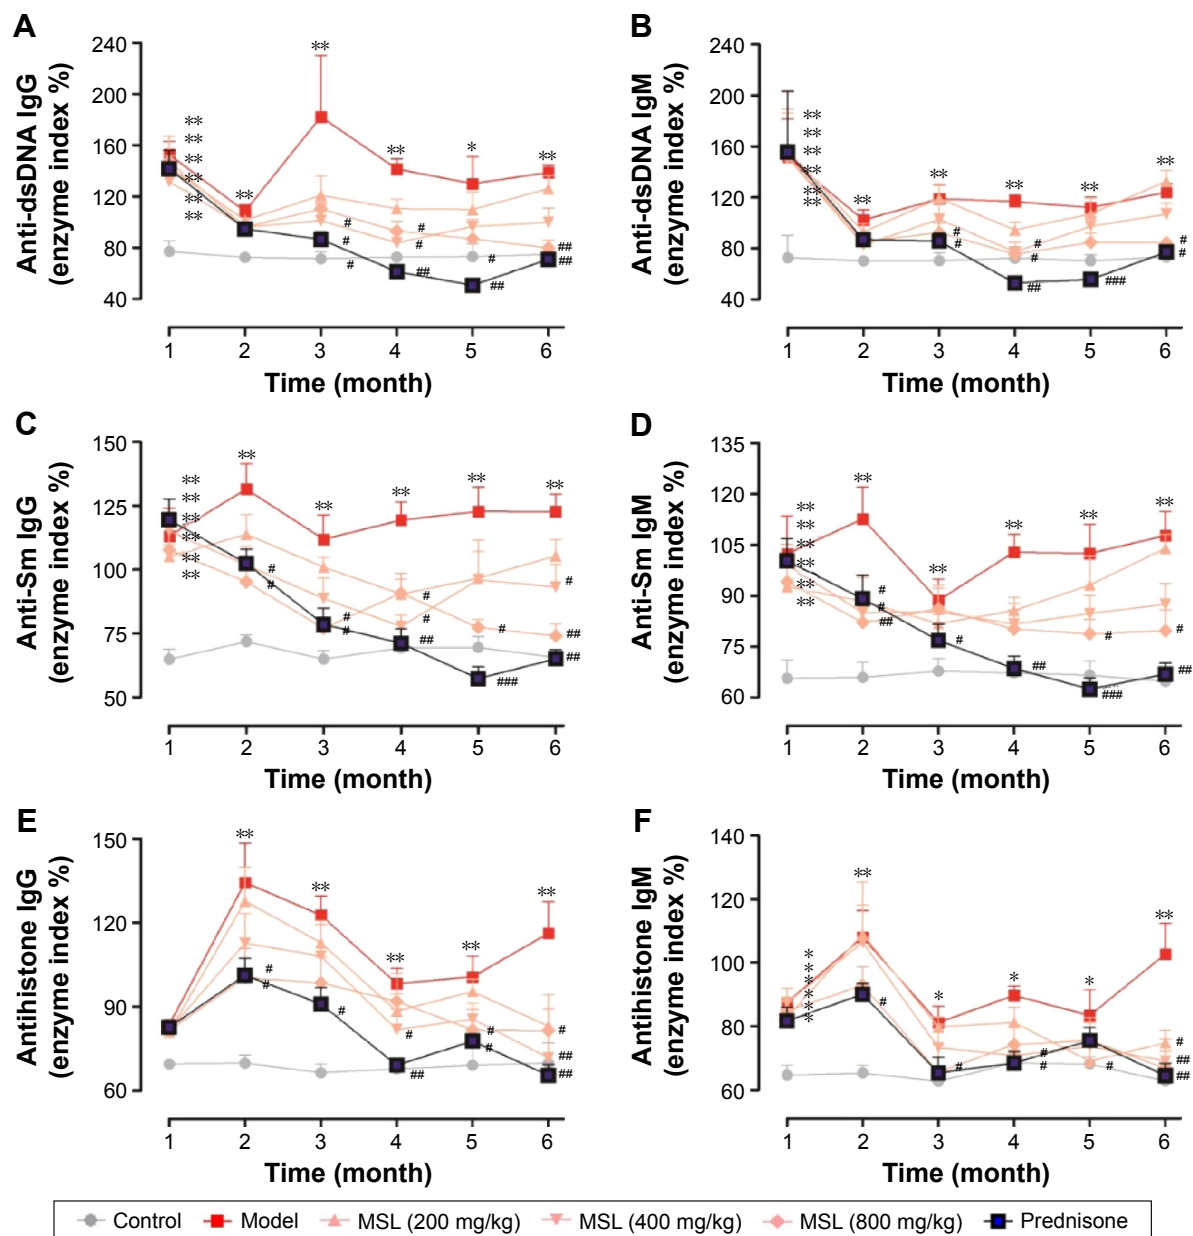 A
Anti-dsDNA IgG
(enzyme index %)
240
200
160
120
80
40
** ** ** ** ** **
** ** ** * **
# # # # # ## # ## ## ##
1 2 3 4 5 6
Time (month)
B
Anti-dsDNA IgM
(enzyme index %)
240
200
160
120
80
40
** ** ** ** ** **
** ** ** ** **
# # # # ## ### # #
1 2 3 4 5 6
Time (month)
C
Anti-Sm IgG
(enzyme index %)
150
125
100
75
50
** ** ** ** ** **
** ** ** ** **
# # # # # # ## # ### # ## ##
1 2 3 4 5 6
Time (month)
D
Anti-Sm IgM
(enzyme index %)
135
120
105
90
75
60
** ** ** ** ** **
** ** ** ** **
# # ## # ## # ### # ##
1 2 3 4 5 6
Time (month)
E
Antihistone IgG
(enzyme index %)
150
120
90
60
** ** ** ** **
# # # # ## # # # ## ##
1 2 3 4 5 6
Time (month)
F
Antihistone IgM
(enzyme index %)
140
120
100
80
60
* * * * * *
** * * * **
# # # # # # ## ##
1 2 3 4 5 6
Time (month)
Control Model MSL (200 mg/kg) MSL (400 mg/kg) MSL (800 mg/kg) Prednisone